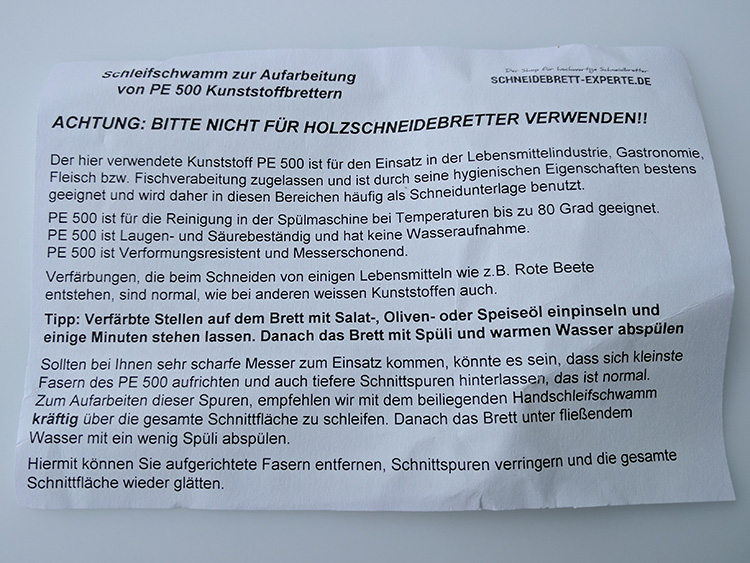 Schleifschwamm zur Aufarbeitung
von PE 500 Kunststoffbrettern
Der Shop für hochwertige Schneidebretter
SCHNEIDEBRETT-EXPERTE.DE
ACHTUNG: BITTE NICHT FÜR HOLZSCHNEIDEBRETTER VERWENDEN!!
Der hier verwendete Kunststoff PE 500 ist für den Einsatz in der Lebensmittelindustrie, Gastronomie,
Fleisch bzw. Fischverabeitung zugelassen und ist durch seine hygienischen Eigenschaften bestens
geeignet und wird daher in diesen Bereichen häufig als Schneidunterlage benutzt.
PE 500 ist für die Reinigung in der Spülmaschine bei Temperaturen bis zu 80 Grad geeignet.
PE 500 ist Laugen- und Säurebeständig und hat keine Wasseraufnahme.
PE 500 ist Verformungsresistent und Messerschonend.
Verfärbungen, die beim Schneiden von einigen Lebensmitteln wie z.B. Rote Beete
entstehen, sind normal, wie bei anderen weissen Kunststoffen auch.
Tipp: Verfärbte Stellen auf dem Brett mit Salat-, Oliven- oder Speiseöl einpinseln und
einige Minuten stehen lassen. Danach das Brett mit Spüli und warmen Wasser abspülen
Sollten bei Ihnen sehr scharfe Messer zum Einsatz kommen, könnte es sein, dass sich kleinste
Fasern des PE 500 aufrichten und auch tiefere Schnittspuren hinterlassen, das ist normal.
Zum Aufarbeiten dieser Spuren, empfehlen wir mit dem beiliegenden Handschleifschwamm
kräftig über die gesamte Schnittfläche zu schleifen. Danach das Brett unter fließendem
Wasser mit ein wenig Spüli abspülen.
Hiermit können Sie aufgerichtete Fasern entfernen, Schnittspuren verringern und die gesamte
Schnittfläche wieder glätten.